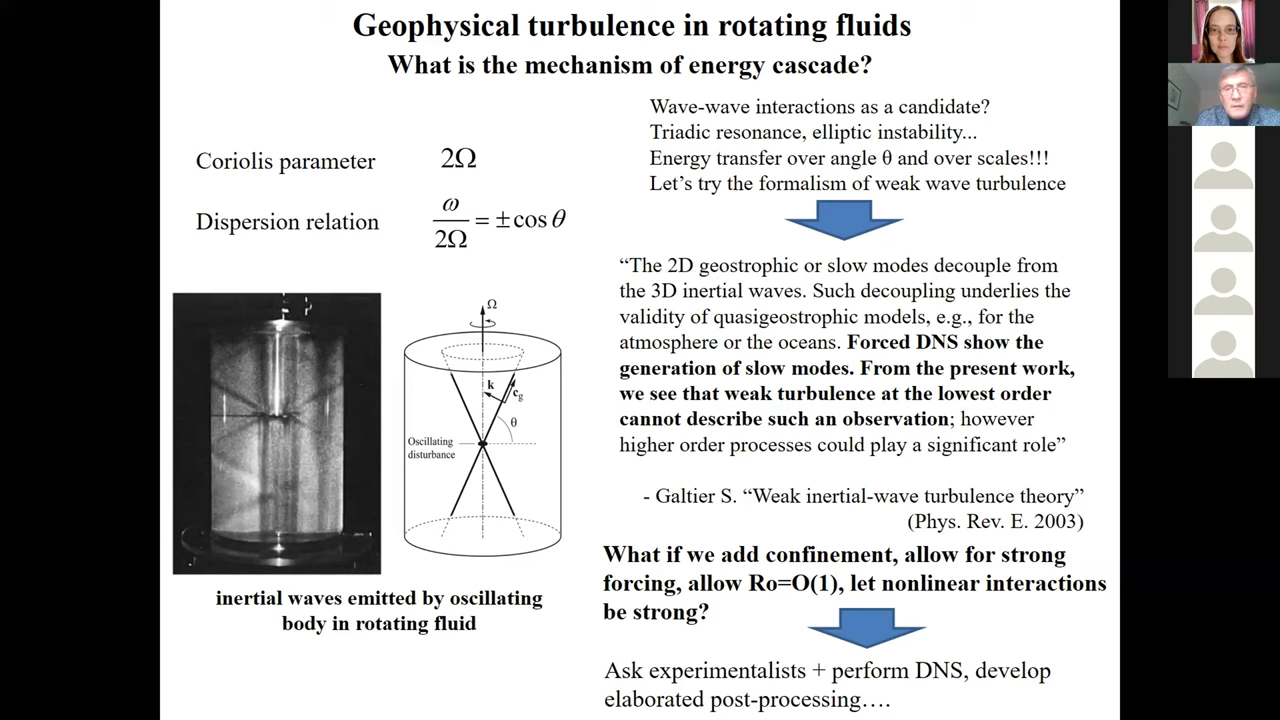 Geophysical turbulence in rotating fluids
What is the mechanism of energy cascade?
Wave-wave interactions as a candidate?
Triadic resonance, elliptic instability...
Energy transfer over angle θ and over scales!!!
Let's try the formalism of weak wave turbulence
Coriolis parameter 2Ω
Dispersion relation ω/2Ω = ±cos θ
“The 2D geostrophic or slow modes decouple from
the 3D inertial waves. Such decoupling underlies the
validity of quasigeostrophic models, e.g., for the
atmosphere or the oceans. Forced DNS show the
generation of slow modes. From the present work,
we see that weak turbulence at the lowest order
cannot describe such an observation; however
higher order processes could play a significant role”
- Galtier S. “Weak inertial-wave turbulence theory”
(Phys. Rev. E. 2003)
Ω
k
c_g
θ
Oscillating
disturbance
inertial waves emitted by oscillating
body in rotating fluid
What if we add confinement, allow for strong
forcing, allow Ro=O(1), let nonlinear interactions
be strong?
Ask experimentalists + perform DNS, develop
elaborated post-processing….